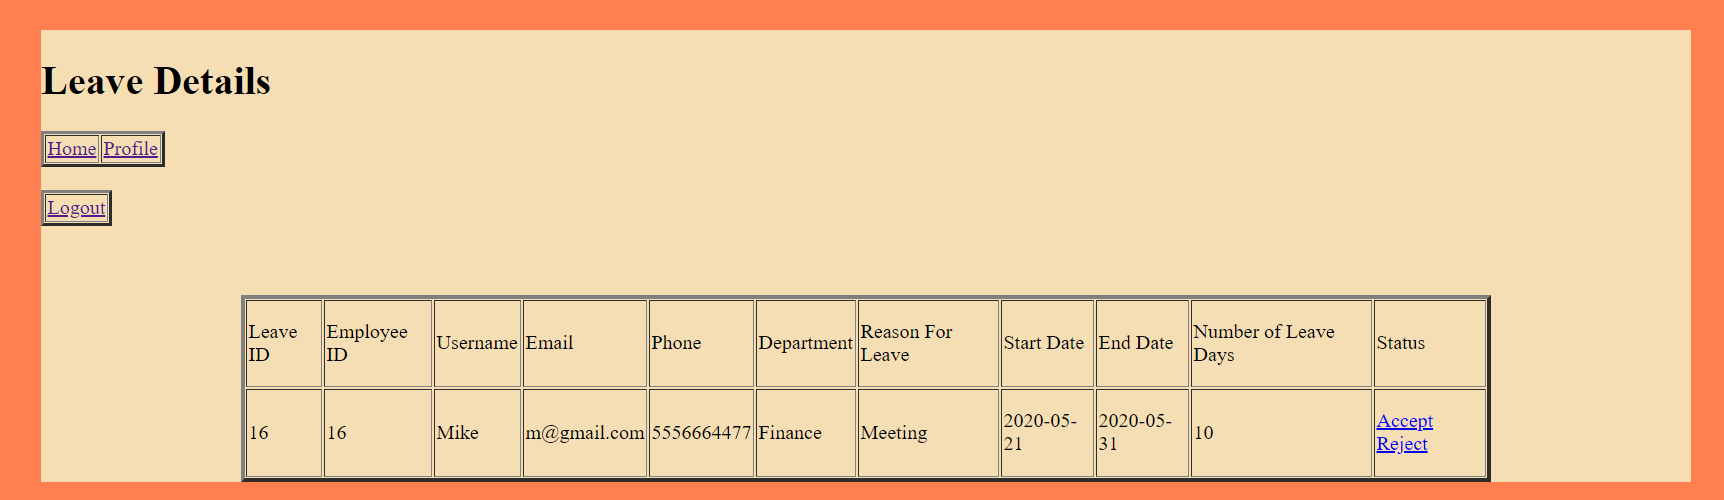 Leave Details
Home Profile
Logout
Leave ID Employee ID Username Email Phone Department Reason For Leave Start Date End Date Number of Leave Days Status
16 16 Mike m@gmail.com 5556664477 Finance Meeting 2020-05-21 2020-05-31 10 Accept Reject